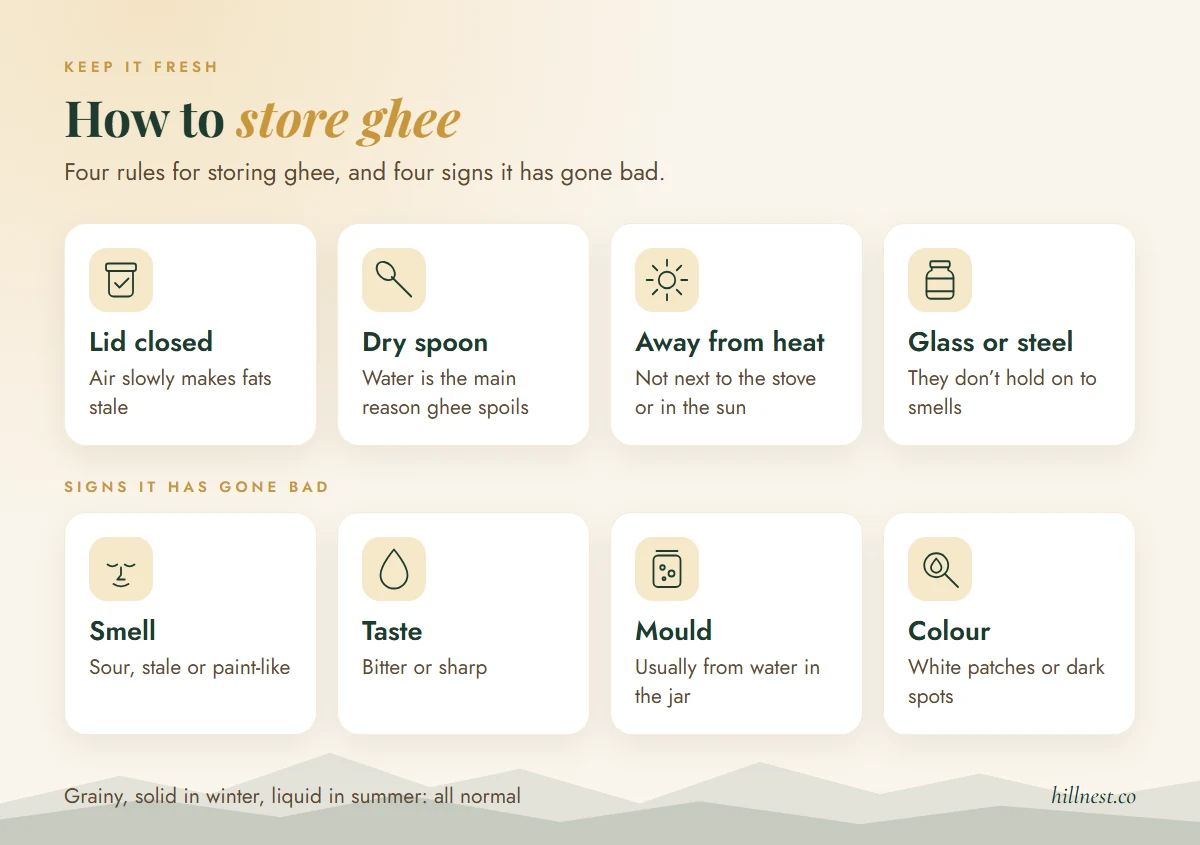 KEEP IT FRESH
How to store ghee
Four rules for storing ghee, and four signs it has gone bad.
Lid closed
Air slowly makes fats
stale
Dry spoon
Water is the main
reason ghee spoils
Away from heat
Not next to the stove
or in the sun
Glass or steel
They don’t hold on to
smells
SIGNS IT HAS GONE BAD
Smell
Sour, stale or paint-like
Taste
Bitter or sharp
Mould
Usually from water in
the jar
Colour
White patches or dark
spots
Grainy, solid in winter, liquid in summer: all normal
hillnest.co